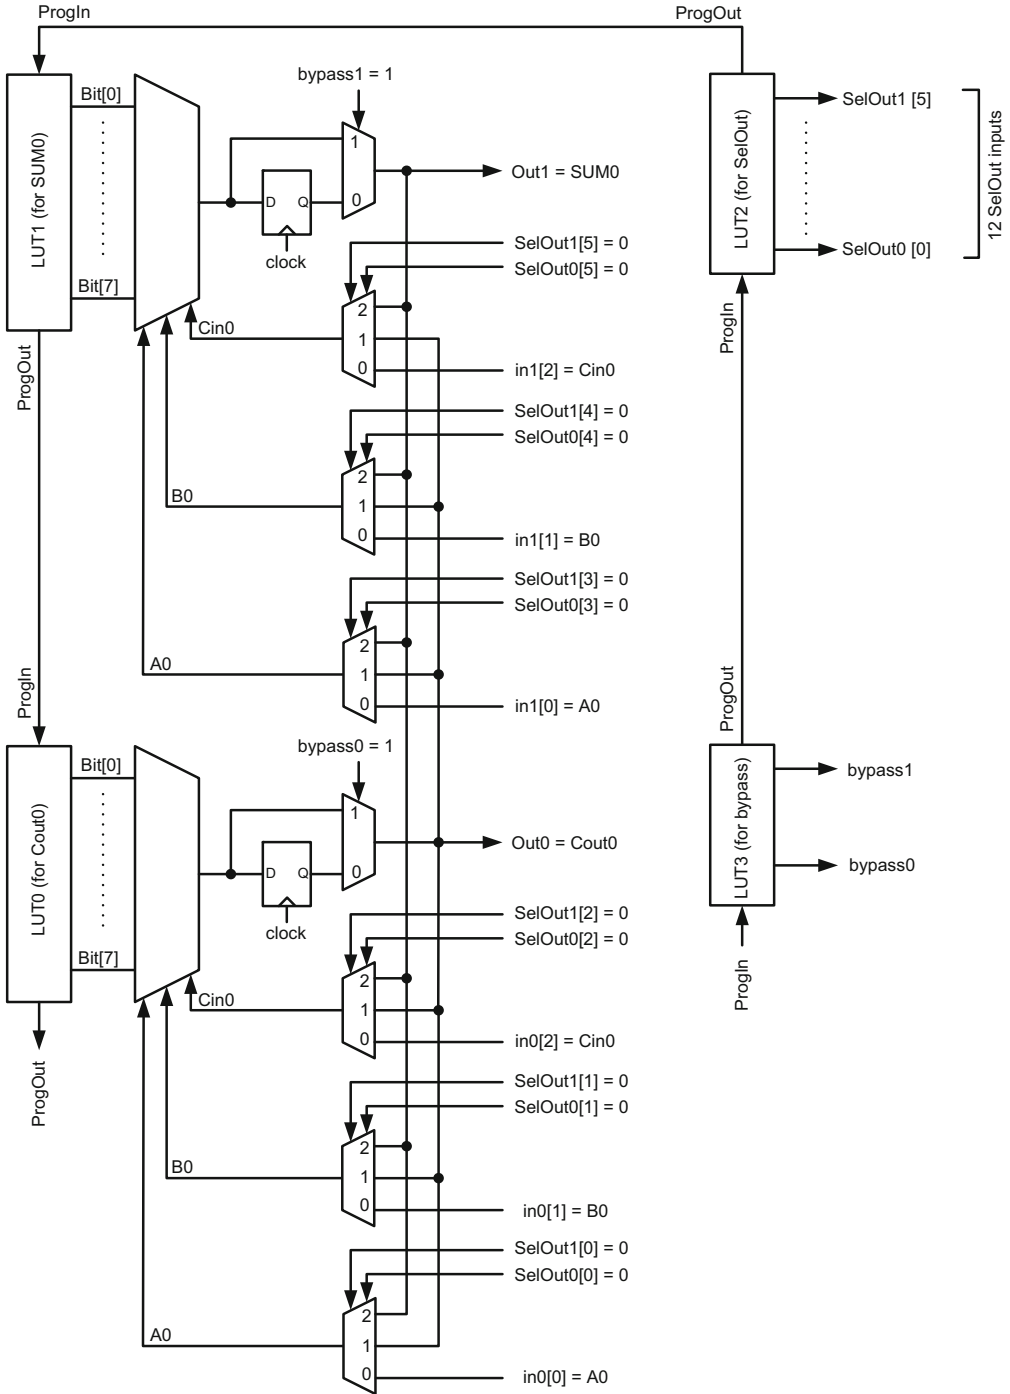 ProgIn
ProgOut
bypass1 = 1
Bit[0]
1
SelOut1 [5]
LUT1 (for SUM0)
LUT2 (for SelOut)
12 SelOut inputs
Out1 = SUM0
D Q
0
clock
SelOut1[5] = 0
SelOut0 [0]
SelOut0[5] = 0
Bit[7]
2
Cin0
1
0
in1[2] = Cin0
ProgIn
ProgOut
SelOut1[4] = 0
SelOut0[4] = 0
2
B0
1
0
in1[1] = B0
SelOut1[3] = 0
SelOut0[3] = 0
2
A0
1
0
in1[0] = A0
ProgIn
ProgOut
bypass0 = 1
Bit[0]
1
bypass1
LUT0 (for Cout0)
LUT3 (for bypass)
Out0 = Cout0
D Q
0
bypass0
clock
SelOut1[2] = 0
SelOut0[2] = 0
Bit[7]
2
ProgIn
Cin0
1
0
in0[2] = Cin0
ProgOut
SelOut1[1] = 0
SelOut0[1] = 0
2
B0
1
0
in0[1] = B0
SelOut1[0] = 0
SelOut0[0] = 0
2
A0
1
0
in0[0] = A0